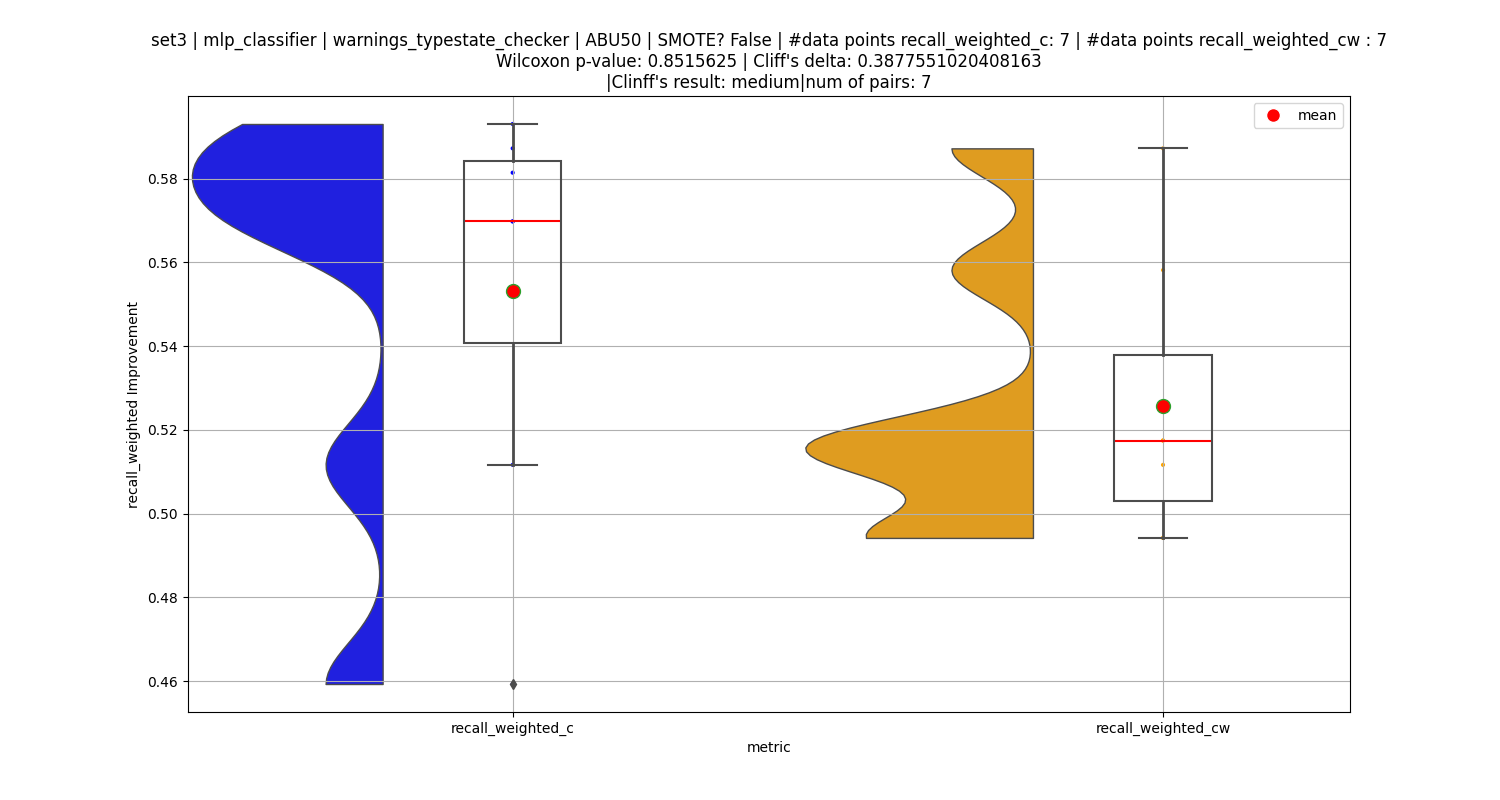 set3 | mlp_classifier | warnings_typestate_checker | ABU50 | SMOTE? False | #data points recall_weighted_c: 7 | #data points recall_weighted_cw : 7
Wilcoxon p-value: 0.8515625 | Cliff's delta: 0.3877551020408163
|Clinff's result: medium|num of pairs: 7
mean
recall_weighted Improvement
0.58
0.56
0.54
0.52
0.50
0.48
0.46
recall_weighted_c
recall_weighted_cw
metric